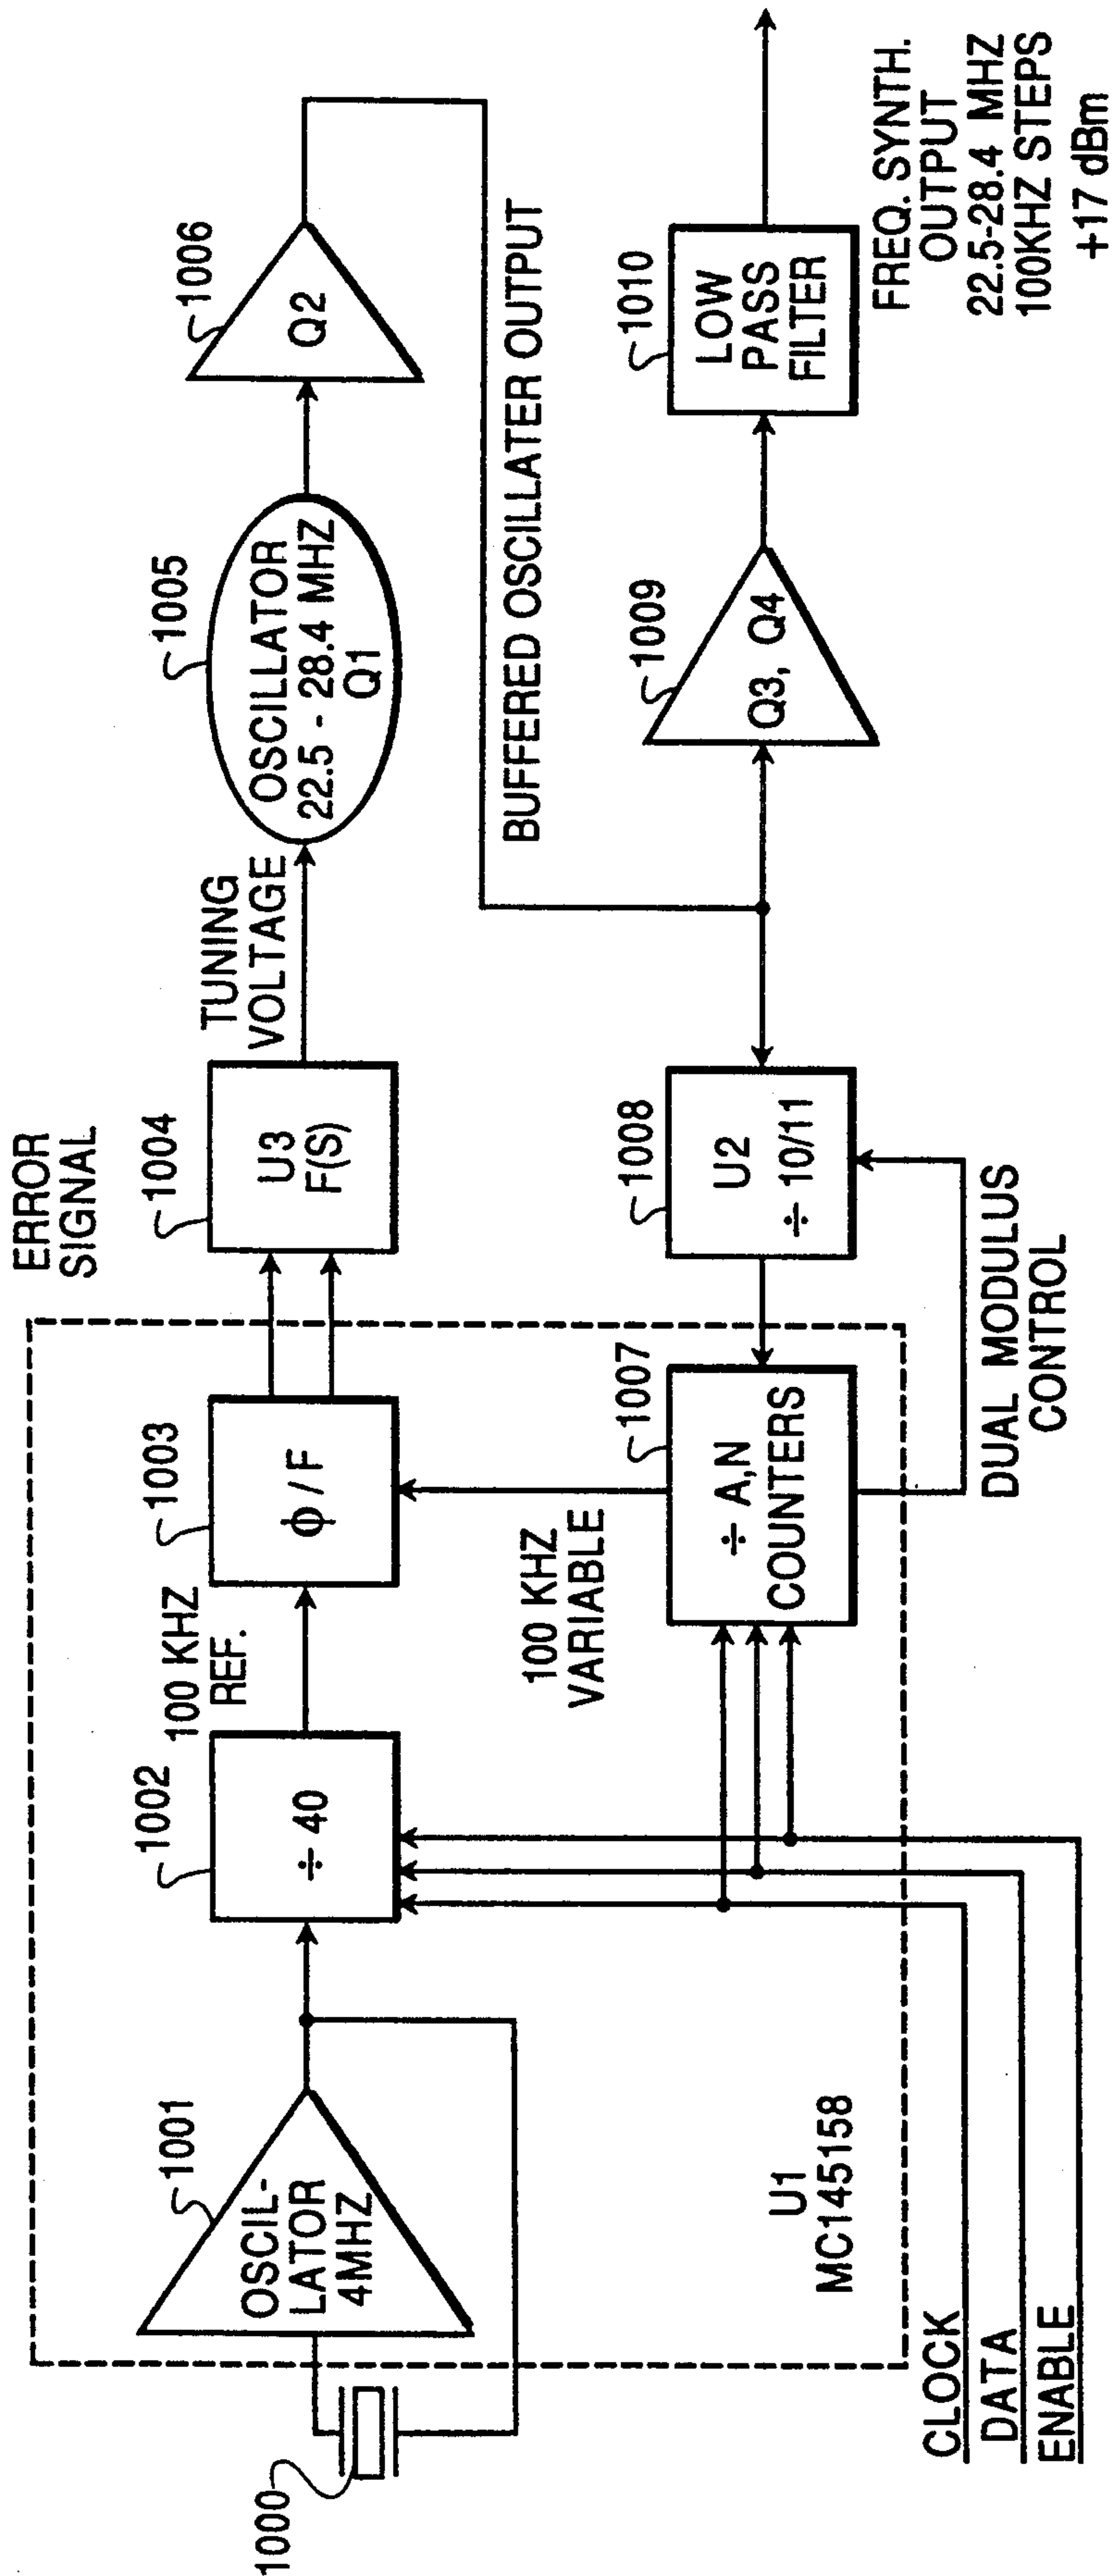 1000
1001
OSCIL-
LATOR
4MHZ
1002
÷ 40
100 KHZ
REF.
1003
ϕ / F
ERROR
SIGNAL
1004
U3
F(S)
TUNING
VOLTAGE
1005
OSCILLATOR
22.5 - 28.4 MHZ
Q1
1006
Q2
BUFFERED OSCILLATER OUTPUT
100 KHZ
VARIABLE
1007
÷ A,N
COUNTERS
1008
U2
÷ 10/11
1009
Q3, Q4
1010
LOW
PASS
FILTER
FREQ. SYNTH.
OUTPUT
22.5-28.4 MHZ
100KHZ STEPS
+17 dBm
U1
MC145158
DUAL MODULUS
CONTROL
CLOCK
DATA
ENABLE